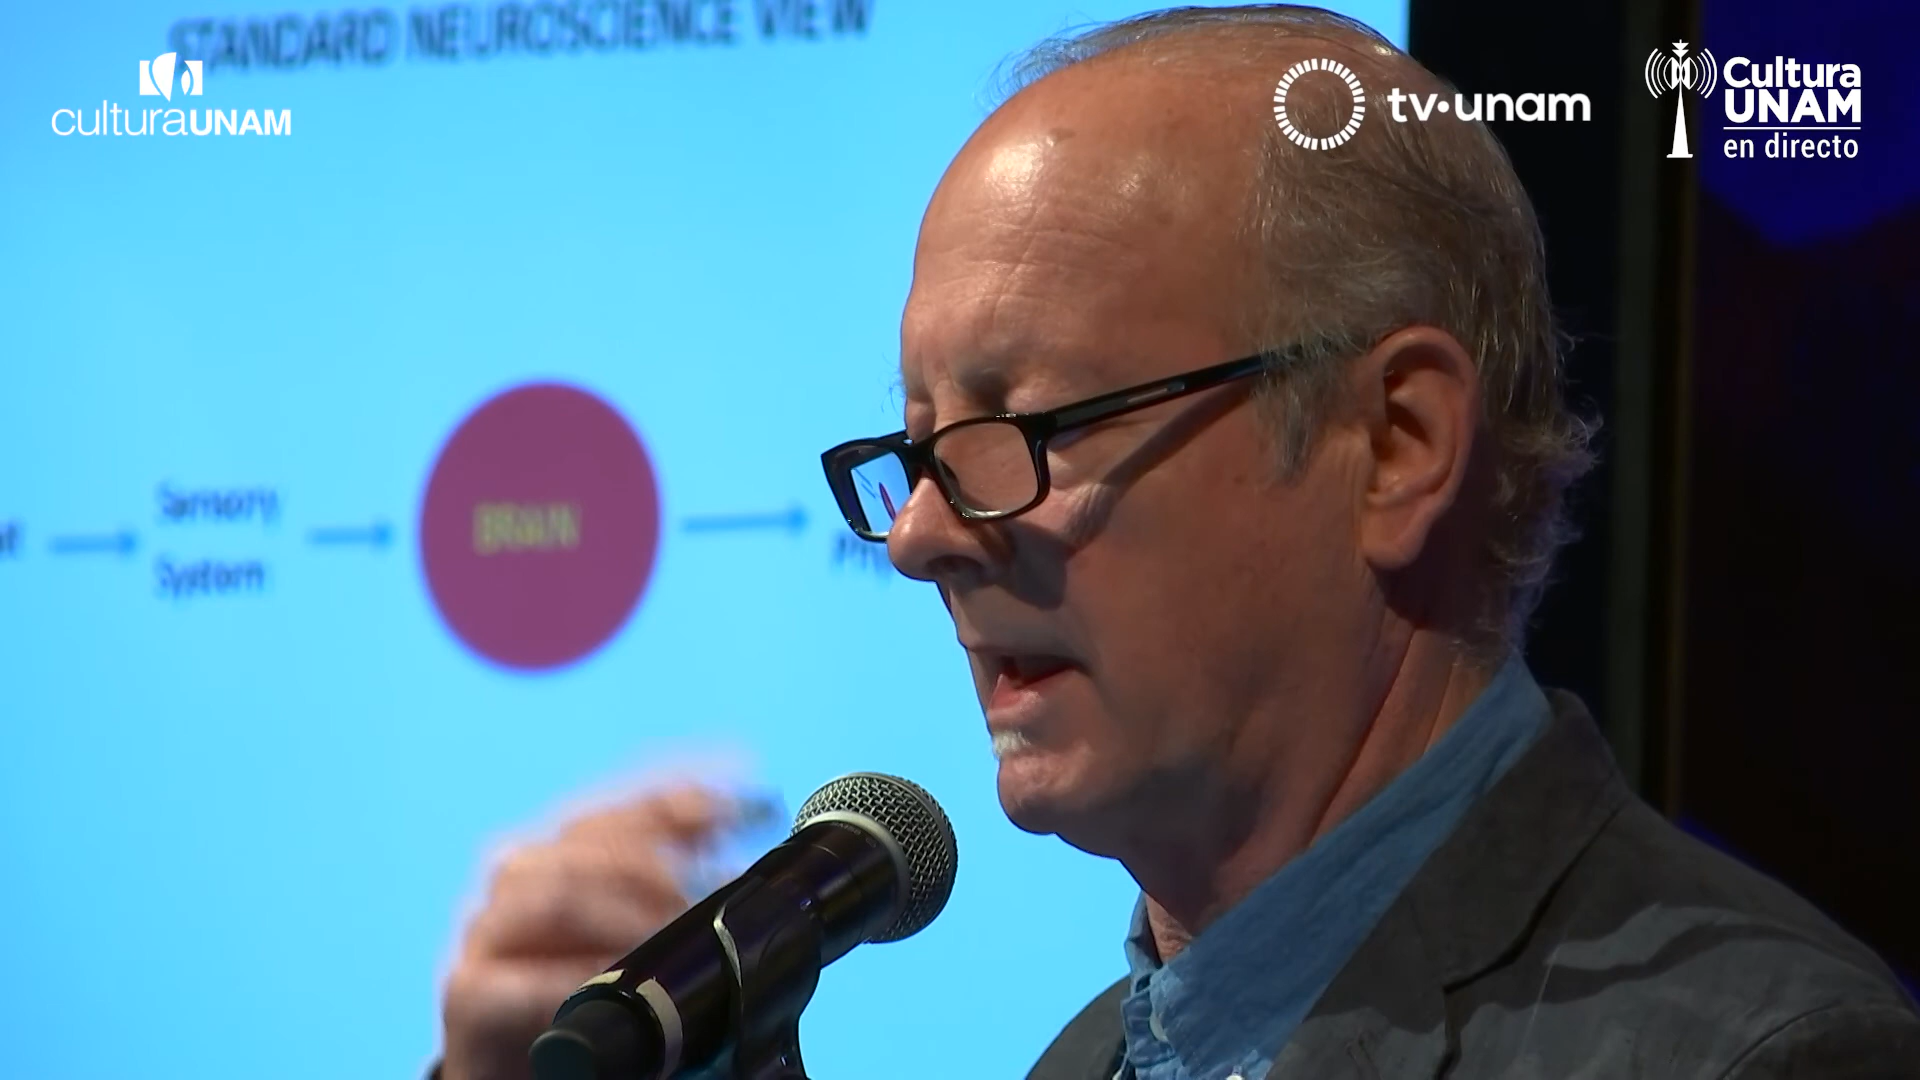 STANDARD NEUROSCIENCE VIEW
culturaUNAM
tv.unam
Cultura
UNAM
en directo
Sensory
System
BRAIN